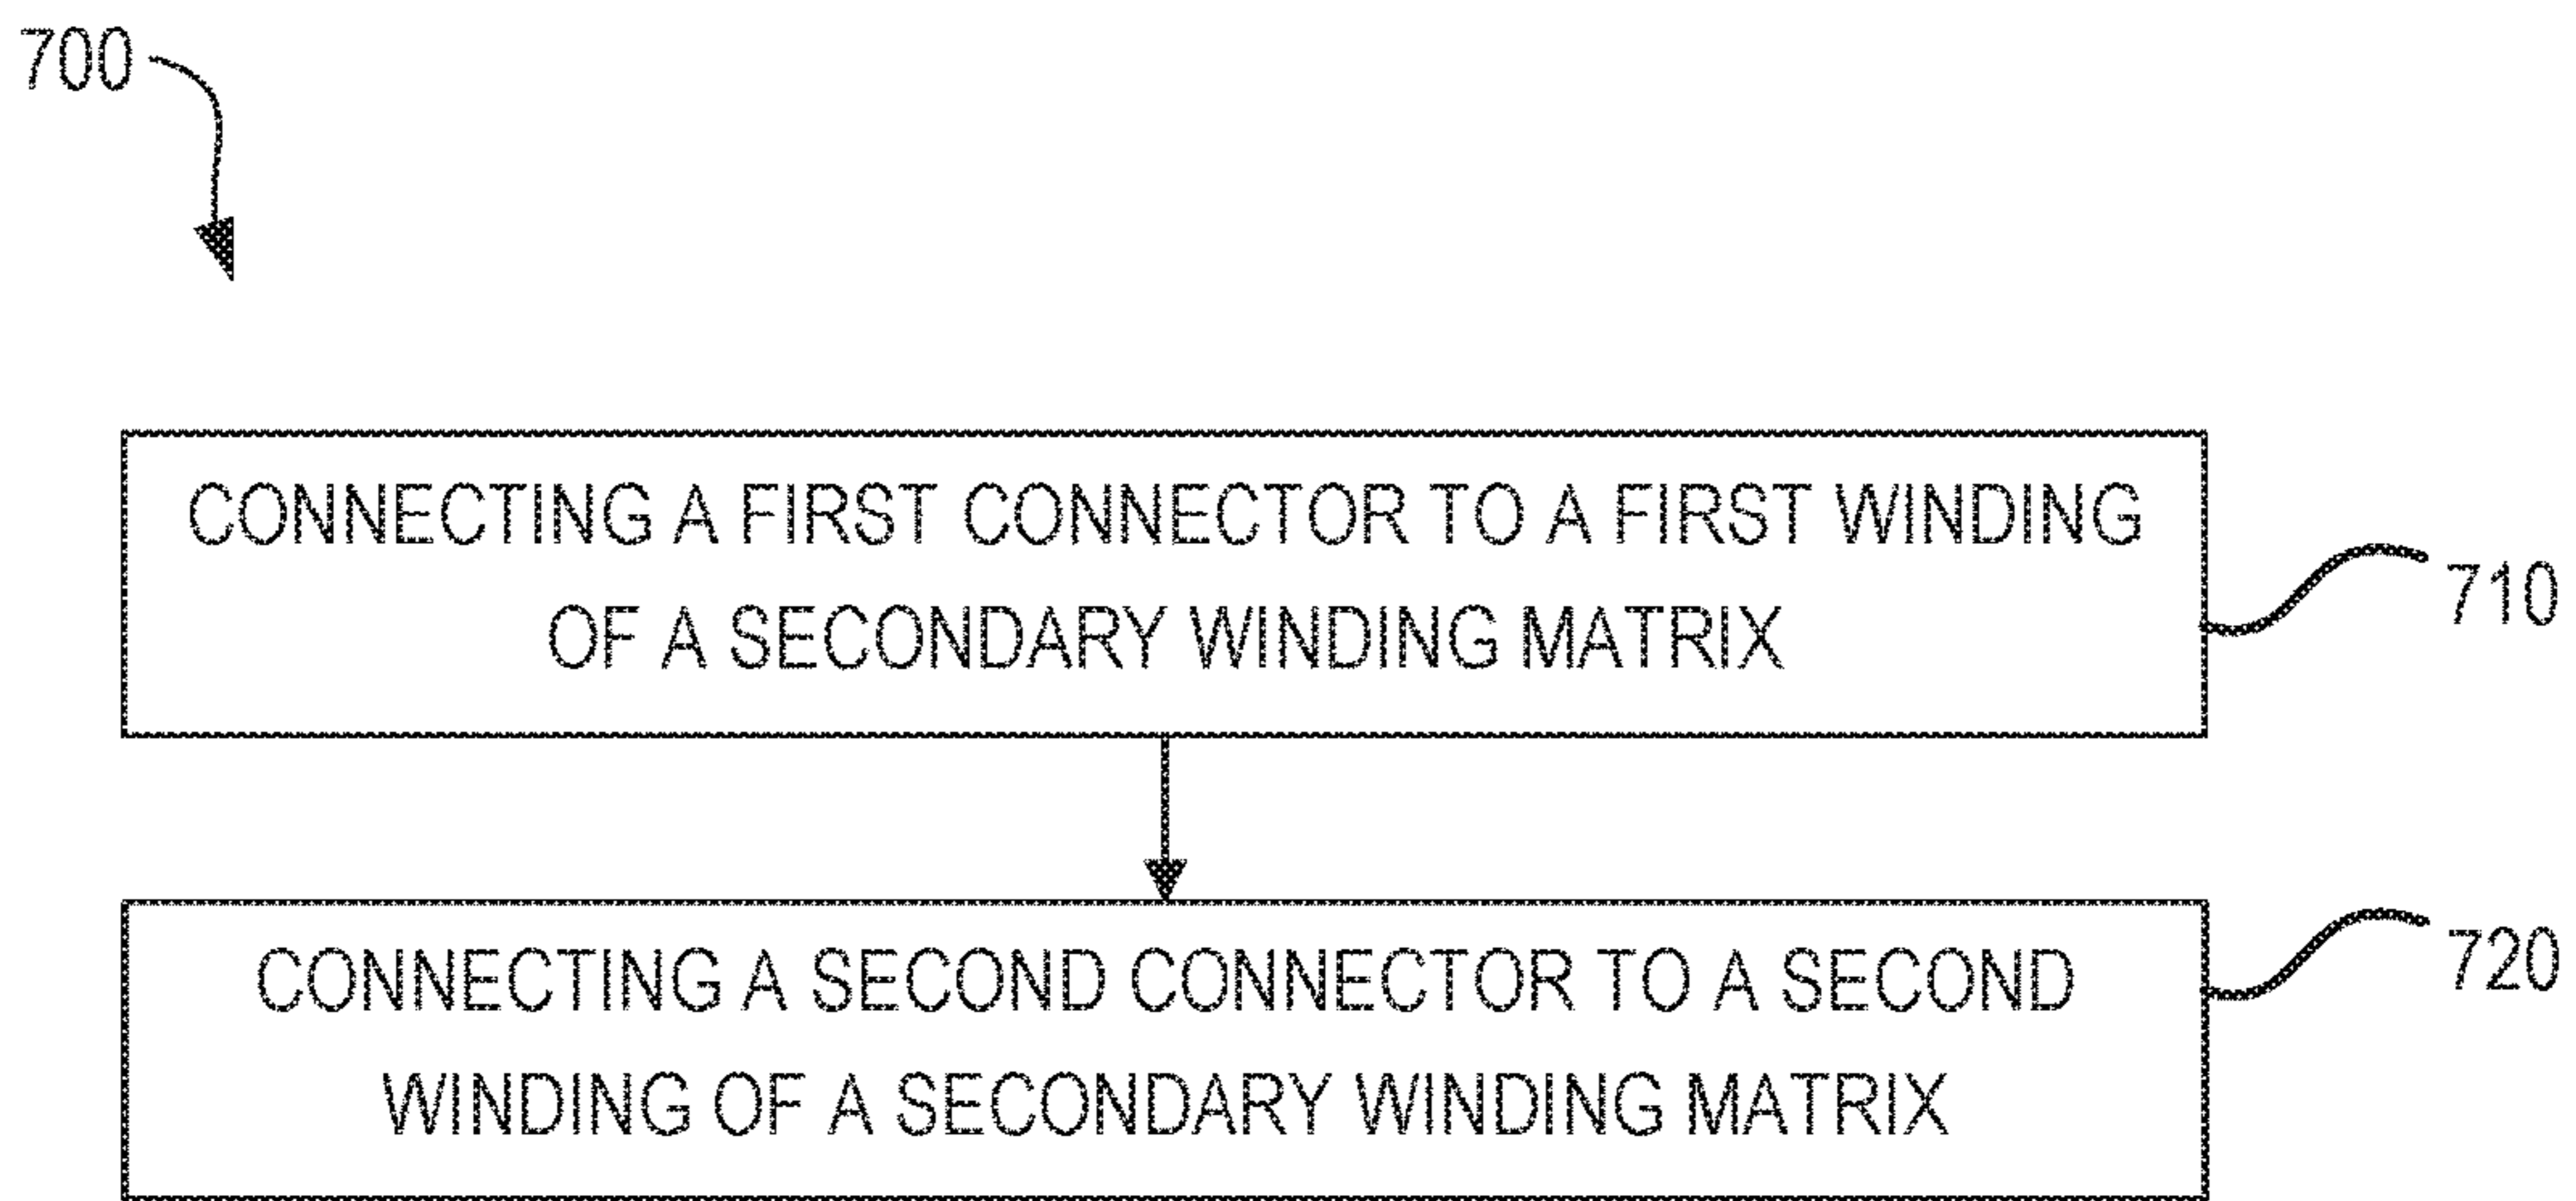 700
CONNECTING A FIRST CONNECTOR TO A FIRST WINDING
OF A SECONDARY WINDING MATRIX
710
CONNECTING A SECOND CONNECTOR TO A SECOND
WINDING OF A SECONDARY WINDING MATRIX
720